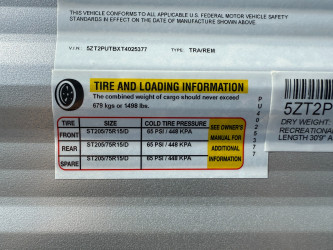 THIS VEHICLE CONFORMS TO ALL APPLICABLE U.S. FEDERAL MOTOR VEHICLE SAFETY
STANDARDS IN EFFECT ON THE DATE OF MANUFACTURE SHOWN ABOVE.
V.I.N. 5ZT2PUTBXT4025377 TYPE: TRA/REM
TIRE AND LOADING INFORMATION
The combined weight of cargo should never exceed
679 kgs or 1498 lbs.
TIRE SIZE COLD TIRE PRESSURE SEE OWNER'S
MANUAL FOR
ADDITIONAL
INFORMATION
FRONT ST205/75R15/D 65 PSI / 448 KPA
REAR ST205/75R15/D 65 PSI / 448 KPA
SPARE ST205/75R15/D 65 PSI / 448 KPA
PU4025377
5ZT2P
DRY WEIGHT:
RECREATIONA
LENGTH 30'9" A